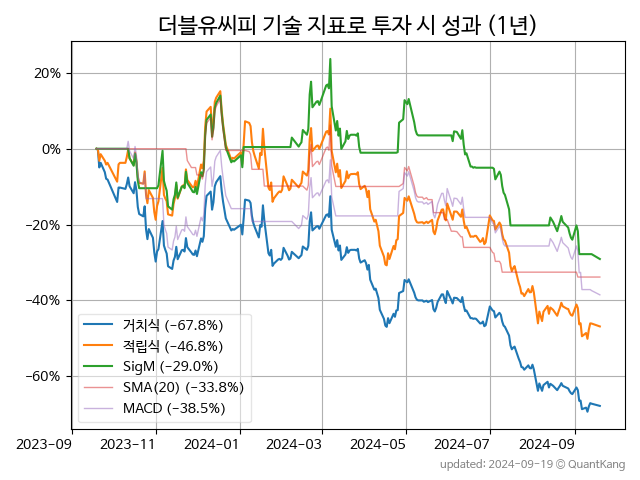 더블유씨피 기술 지표로 투자 시 성과 (1년)
20%
0%
−20%
−40%
−60%
거치식 (−67.8%)
적립식 (−46.8%)
SigM (−29.0%)
SMA(20) (−33.8%)
MACD (−38.5%)
2023-09 2023-11 2024-01 2024-03 2024-05 2024-07 2024-09
updated: 2024-09-19 © QuantKang